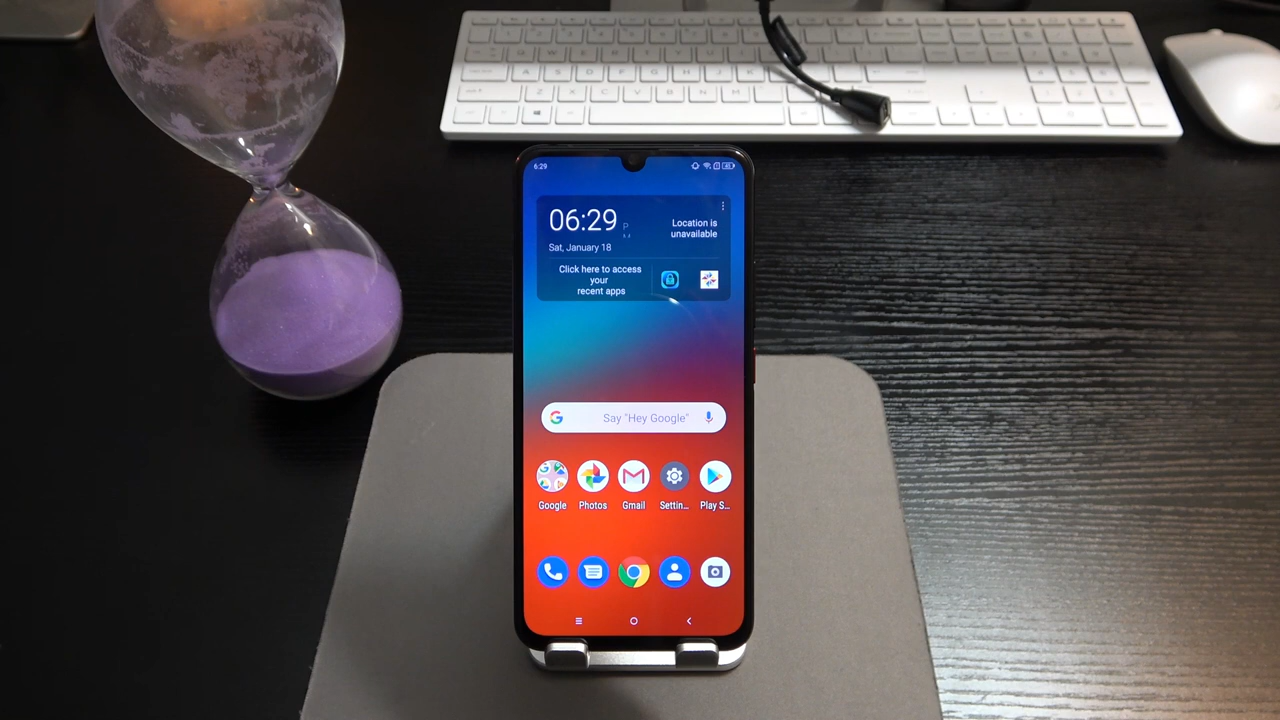 A S D F G H J K L
Z X C V B N M
6:29
06:29 PM
Location is
unavailable
Sat, January 18
Click here to access
your
recent apps
Say "Hey Google"
Google Photos Gmail Settin... Play S...